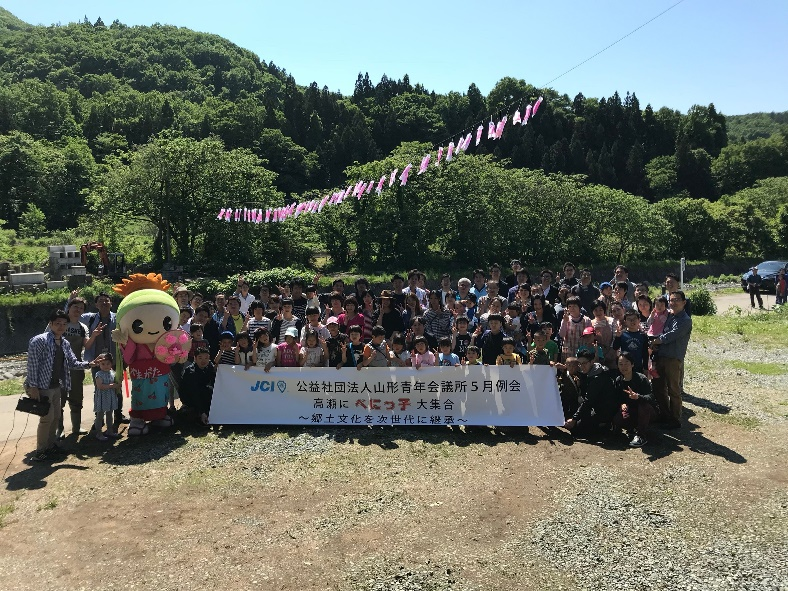 JCI 公益社団法人山形青年会議所5月例会
高瀬に べにっ子 大集合
～郷土文化を次世代に継承～